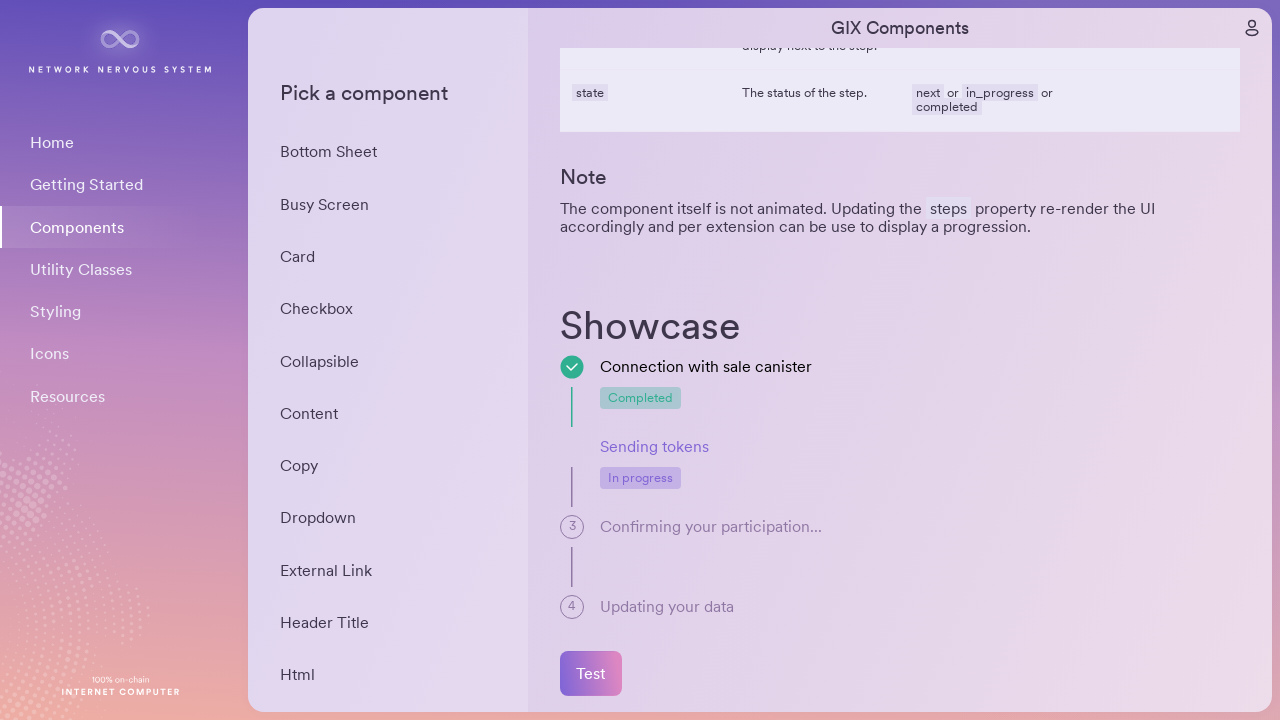 NETWORK NERVOUS SYSTEM
Home
Getting Started
Components
Utility Classes
Styling
Icons
Resources
100% on-chain
INTERNET COMPUTER
Pick a component
Bottom Sheet
Busy Screen
Card
Checkbox
Collapsible
Content
Copy
Dropdown
External Link
Header Title
Html
GIX Components
display next to the step.
state The status of the step. next or in_progress or
completed
Note
The component itself is not animated. Updating the steps property re-render the UI
accordingly and per extension can be use to display a progression.
Showcase
Connection with sale canister
Completed
Sending tokens
In progress
3 Confirming your participation...
4 Updating your data
Test